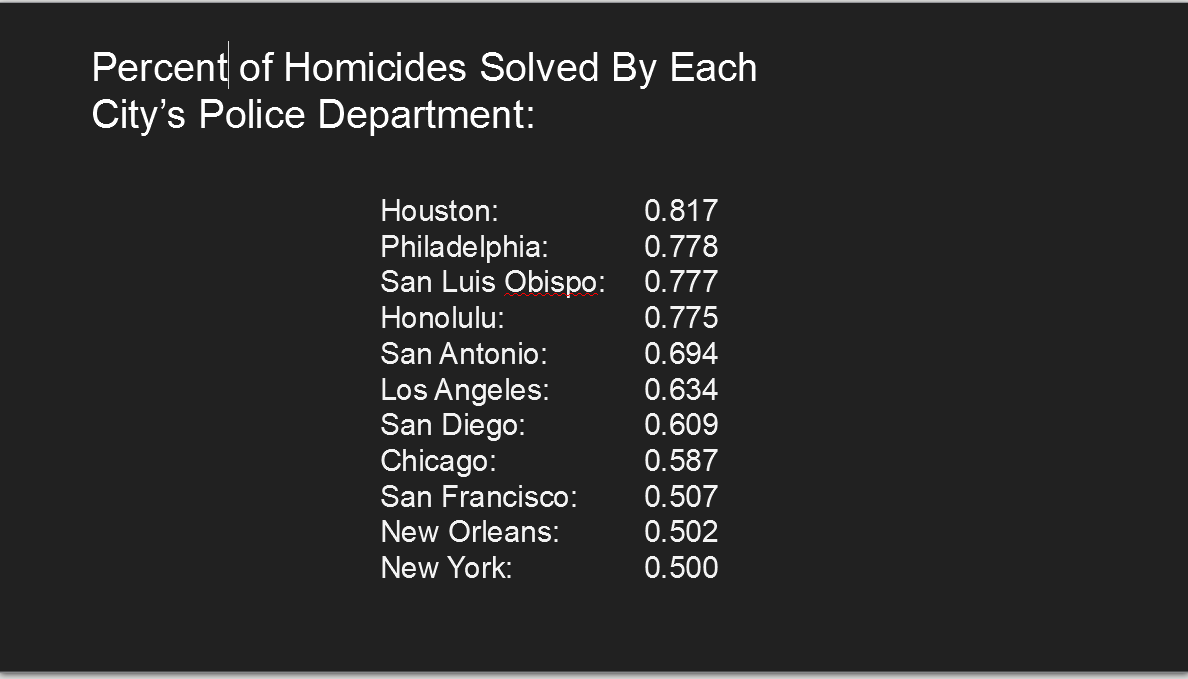 Percent of Homicides Solved By Each
City’s Police Department:
Houston: 0.817
Philadelphia: 0.778
San Luis Obispo: 0.777
Honolulu: 0.775
San Antonio: 0.694
Los Angeles: 0.634
San Diego: 0.609
Chicago: 0.587
San Francisco: 0.507
New Orleans: 0.502
New York: 0.500